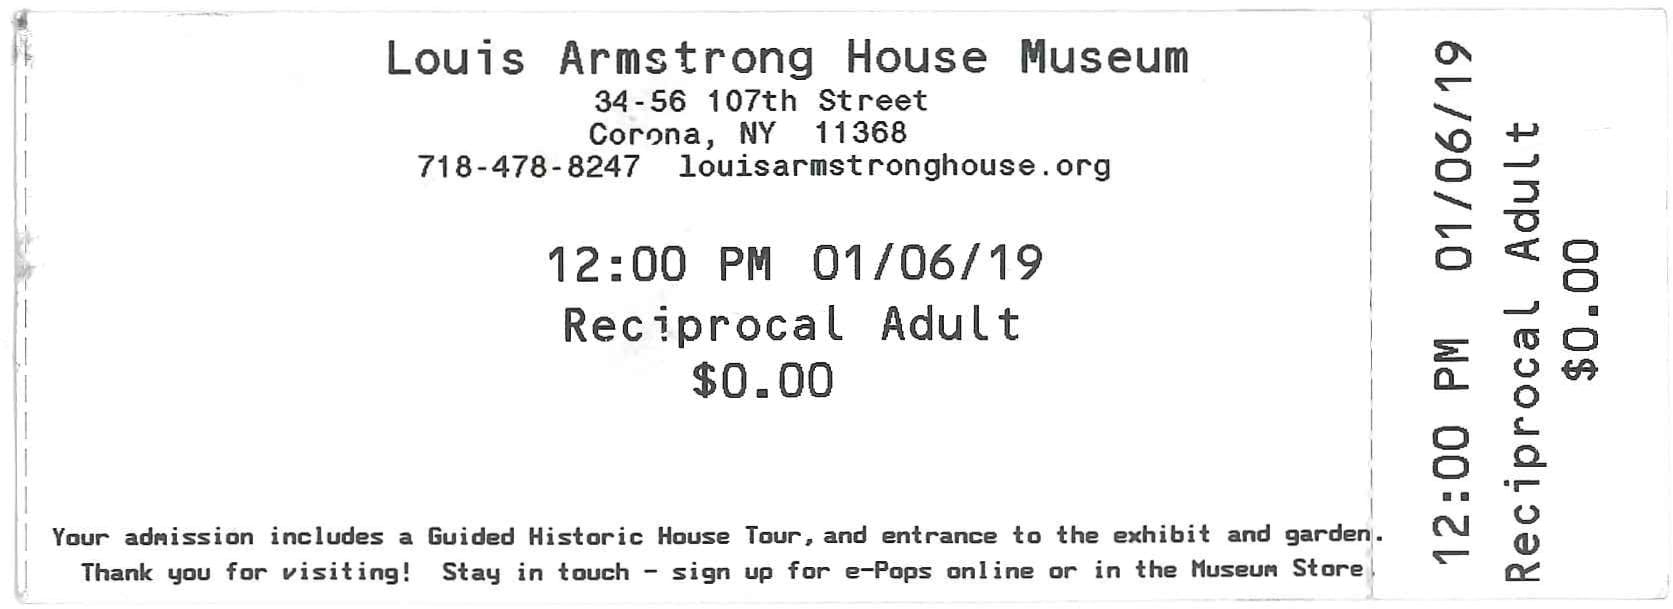 Louis Armstrong House Museum
34-56 107th Street
Corona, NY 11368
718-478-8247 louisarmstronghouse.org
12:00 PM 01/06/19
Reciprocal Adult
$0.00
Your admission includes a Guided Historic House Tour, and entrance to the exhibit and garden.
Thank you for visiting! Stay in touch - sign up for e-Pops online or in the Museum Store.
12:00 PM 01/06/19
Reciprocal Adult
$0.00